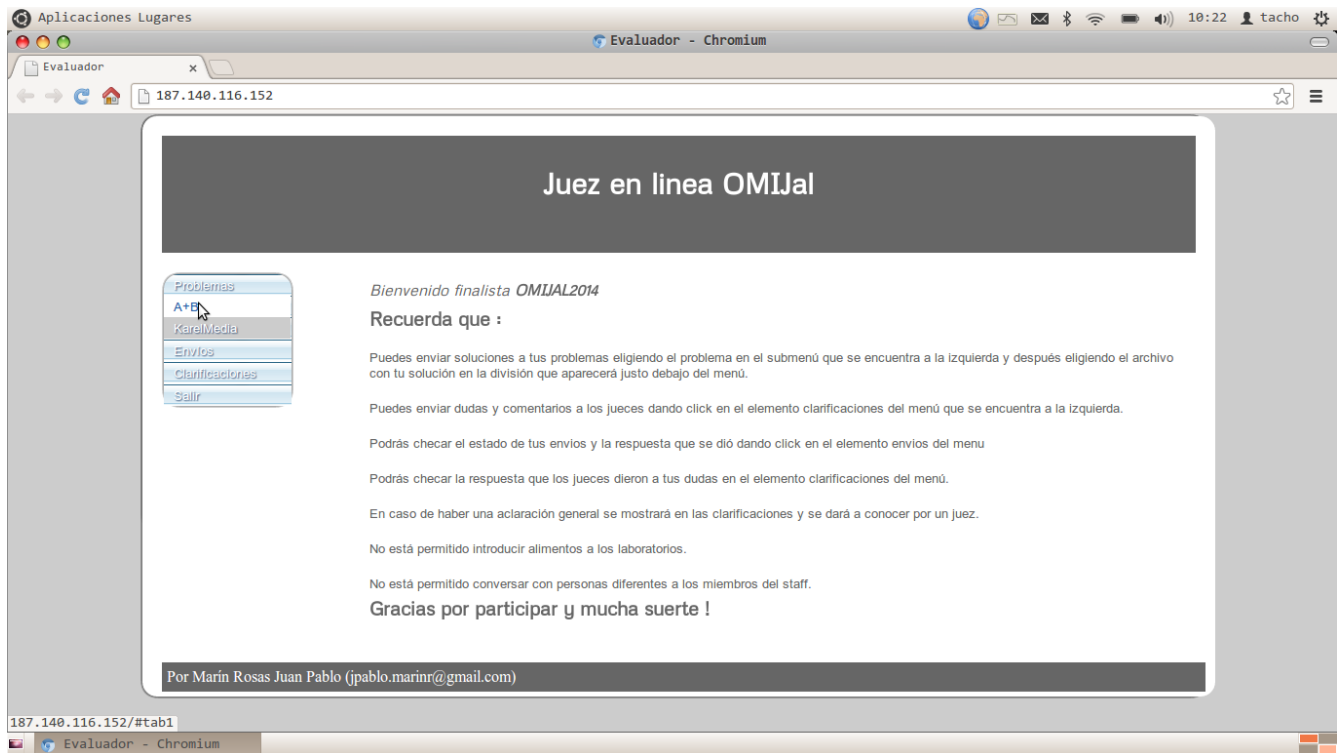 Aplicaciones Lugares
10:22 tacho
Evaluador - Chromium
Evaluador
187.140.116.152
Juez en linea OMIJal
Problemas
A+B
KarelMedia
Envíos
Clarificaciones
Salir
Bienvenido finalista OMIJAL2014
Recuerda que :
Puedes enviar soluciones a tus problemas eligiendo el problema en el submenú que se encuentra a la izquierda y después eligiendo el archivo
con tu solución en la división que aparecerá justo debajo del menú.
Puedes enviar dudas y comentarios a los jueces dando click en el elemento clarificaciones del menú que se encuentra a la izquierda.
Podrás checar el estado de tus envios y la respuesta que se dió dando click en el elemento envios del menu
Podrás checar la respuesta que los jueces dieron a tus dudas en el elemento clarificaciones del menú.
En caso de haber una aclaración general se mostrará en las clarificaciones y se dará a conocer por un juez.
No está permitido introducir alimentos a los laboratorios.
No está permitido conversar con personas diferentes a los miembros del staff.
Gracias por participar y mucha suerte !
Por Marín Rosas Juan Pablo (jpablo.marinr@gmail.com)
187.140.116.152/#tab1
Evaluador - Chromium